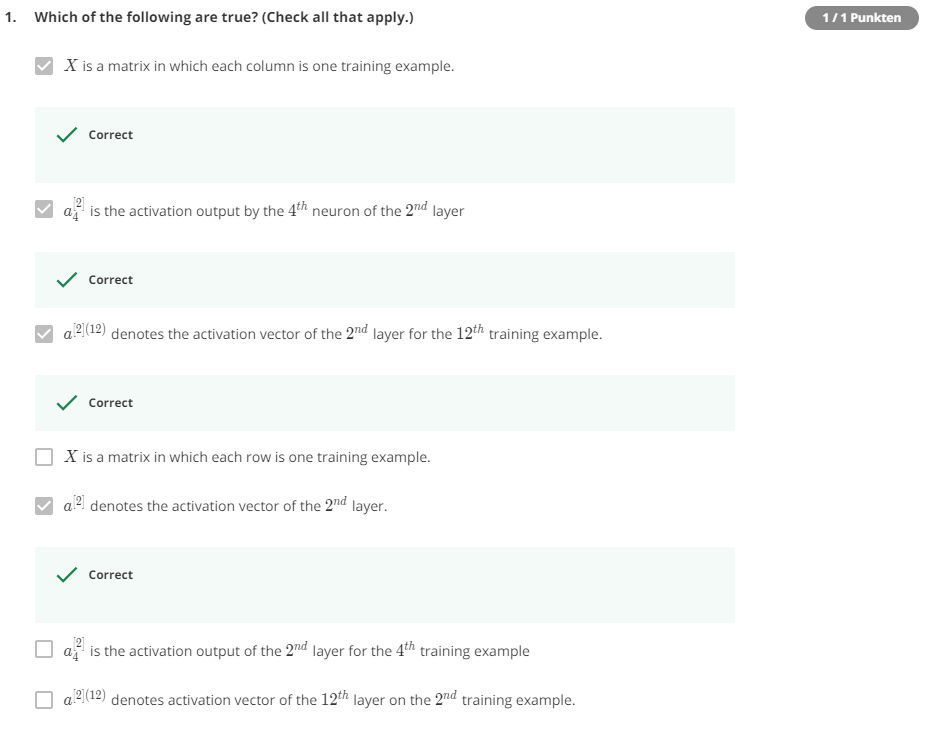 1. Which of the following are true? (Check all that apply.)
1 / 1 Punkten
X is a matrix in which each column is one training example.
Correct
a_4^{[2]} is the activation output by the 4^{th} neuron of the 2^{nd} layer
Correct
a^{[2](12)} denotes the activation vector of the 2^{nd} layer for the 12^{th} training example.
Correct
X is a matrix in which each row is one training example.
a^{[2]} denotes the activation vector of the 2^{nd} layer.
Correct
a_4^{[2]} is the activation output of the 2^{nd} layer for the 4^{th} training example
a^{[2](12)} denotes activation vector of the 12^{th} layer on the 2^{nd} training example.